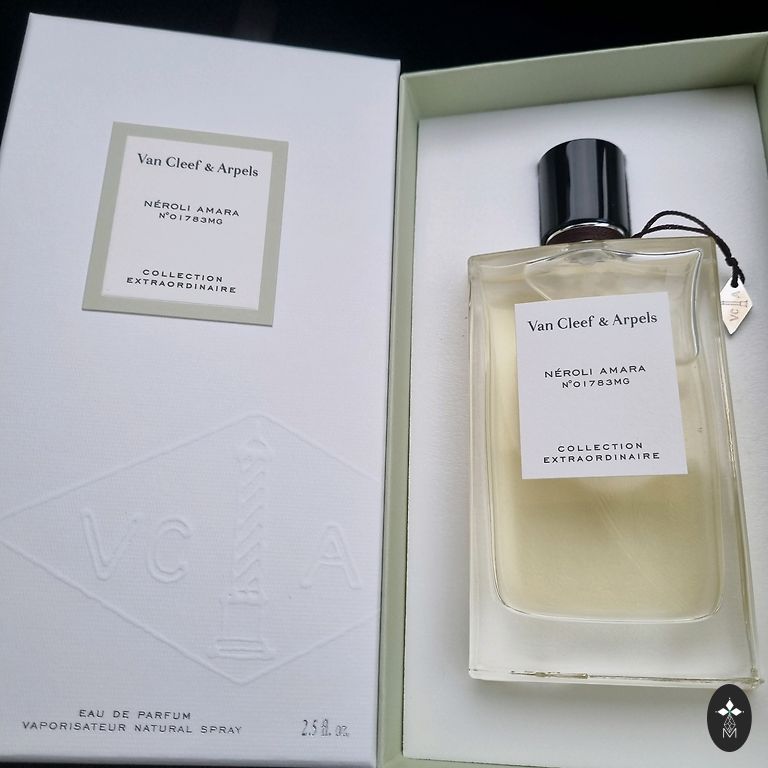 Van Cleef & Arpels
NÉROLI AMARA
N°01783MG
COLLECTION
EXTRAORDINAIRE
VC A
EAU DE PARFUM
VAPORISATEUR NATURAL SPRAY
2.5 fl. oz.
Van Cleef & Arpels
NÉROLI AMARA
N°01783MG
COLLECTION
EXTRAORDINAIRE
VC A
M